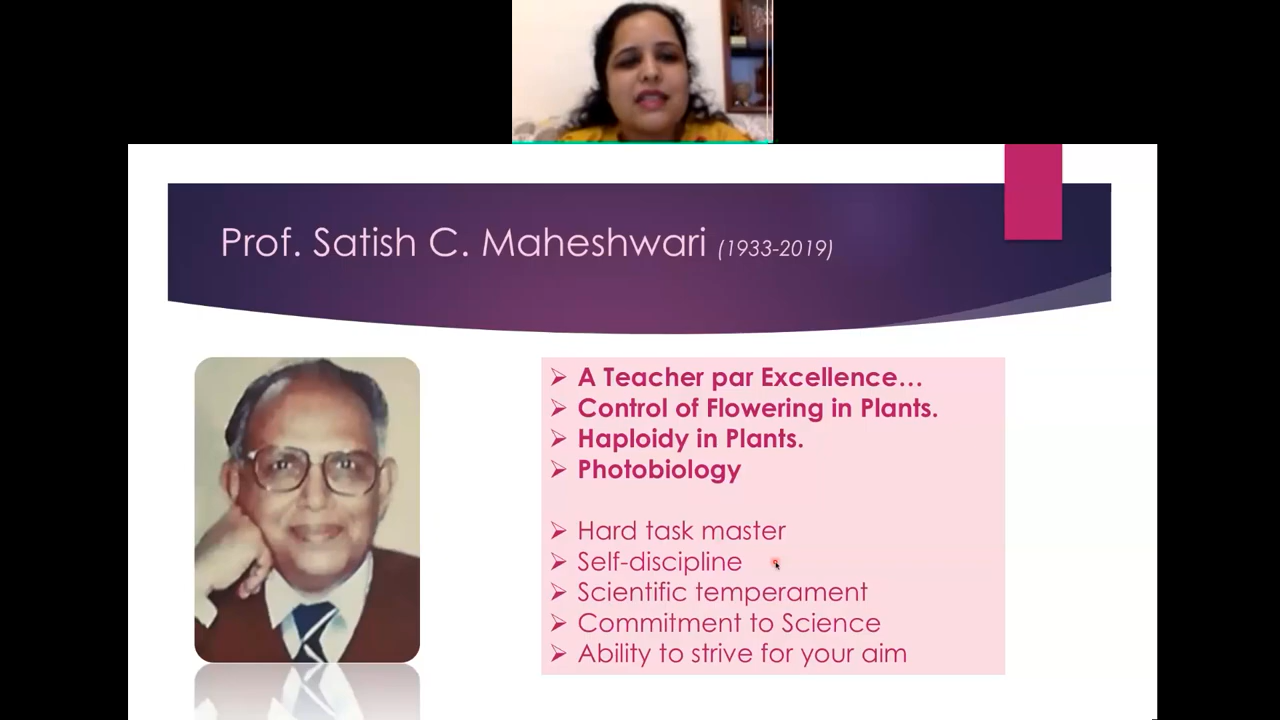 Prof. Satish C. Maheshwari (1933-2019)
➢ A Teacher par Excellence…
➢ Control of Flowering in Plants.
➢ Haploidy in Plants.
➢ Photobiology
➢ Hard task master
➢ Self-discipline
➢ Scientific temperament
➢ Commitment to Science
➢ Ability to strive for your aim